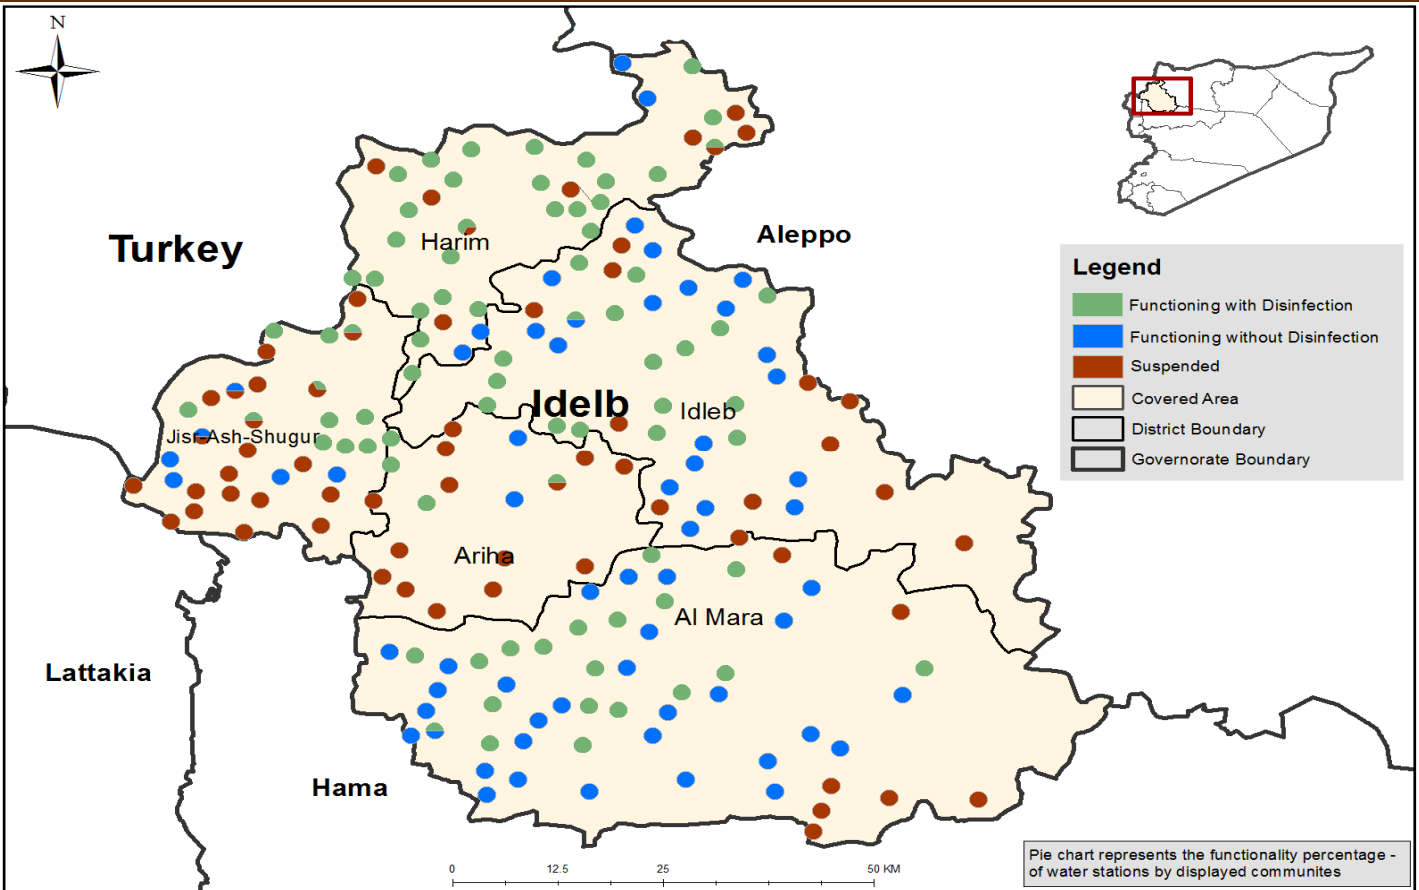 N
Turkey
Harim
Aleppo
Legend
Functioning with Disinfection
Functioning without Disinfection
Suspended
Covered Area
District Boundary
Governorate Boundary
Idelb
Idleb
Jisr-Ash-Shugur
Ariha
Al Mara
Lattakia
Hama
Pie chart represents the functionality percentage -
of water stations by displayed communites
0 12.5 25 50 KM